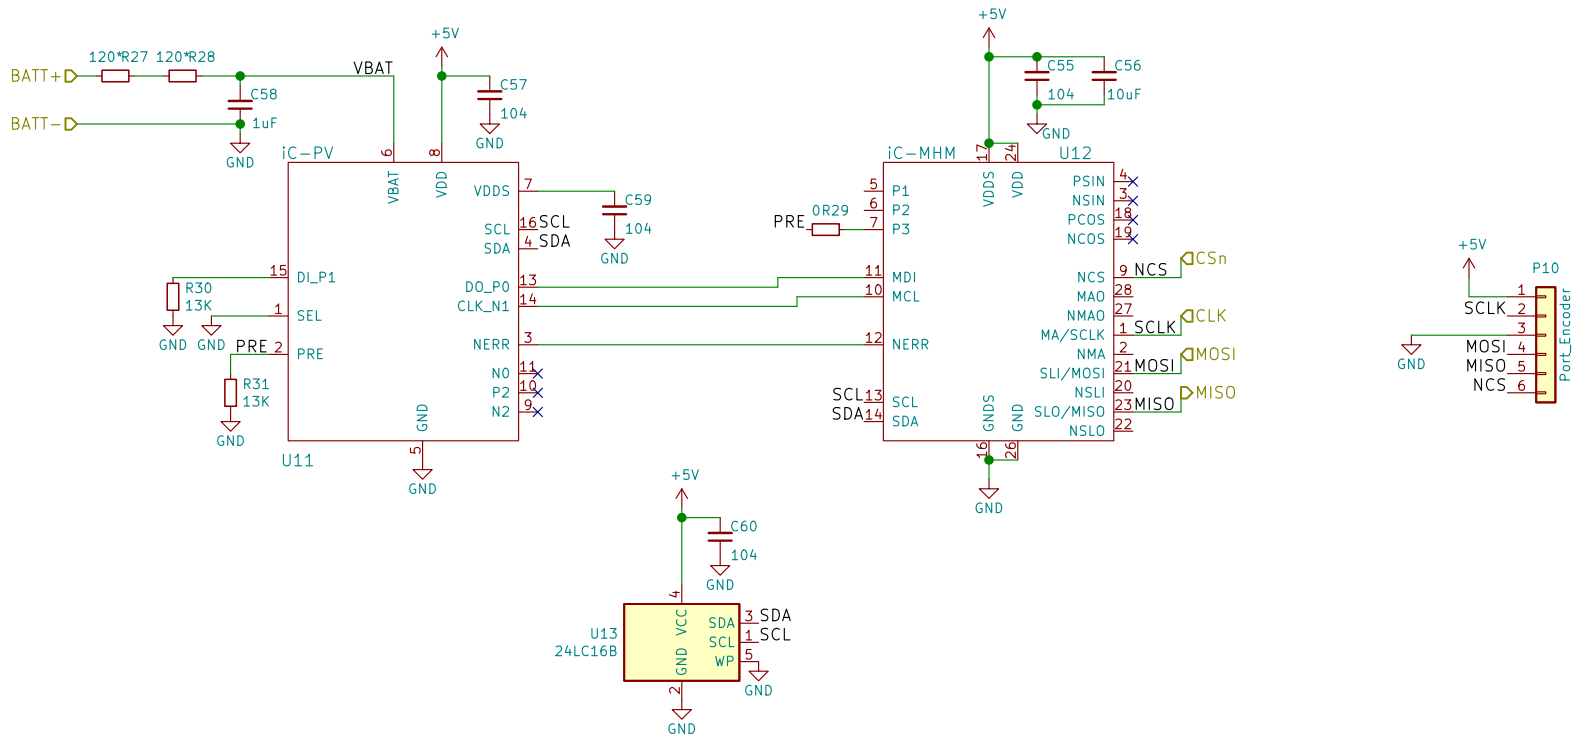 BATT+
120*R27
120*R28
VBAT
C58
1uF
BATT-
GND
+5V
C57
104
GND
iC-PV
6
VBAT
8
VDD
VDDS
7
C59
104
GND
SCL
16
SCL
SDA
4
SDA
15
DI_P1
R30
13K
GND
DO_P0
13
CLK_N1
14
1
SEL
GND
PRE
2
PRE
NERR
3
R31
13K
GND
N0
11
P2
10
N2
9
GND
5
GND
U11
+5V
C55
104
C56
10uF
GND
iC-MHM
U12
17
VDDS
24
VDD
5
P1
6
P2
PRE
0R29
7
P3
11
MDI
10
MCL
12
NERR
SCL
13
SCL
SDA
14
SDA
PSIN
4
NSIN
3
PCOS
18
NCOS
19
NCS
9
NCS
CSn
MAO
28
NMAO
27
CLK
MA/SCLK
1
SCLK
NMA
2
MOSI
SLI/MOSI
21
MOSI
NSLI
20
MISO
SLO/MISO
23
MISO
NSLO
22
GNDS
16
GND
26
GND
+5V
P10
1
SCLK
2
3
GND
MOSI
4
MISO
5
NCS
6
Port_Encoder
+5V
C60
104
GND
4
VCC
U13
24LC16B
SDA
3
SDA
SCL
1
SCL
WP
5
GND
GND
2
GND